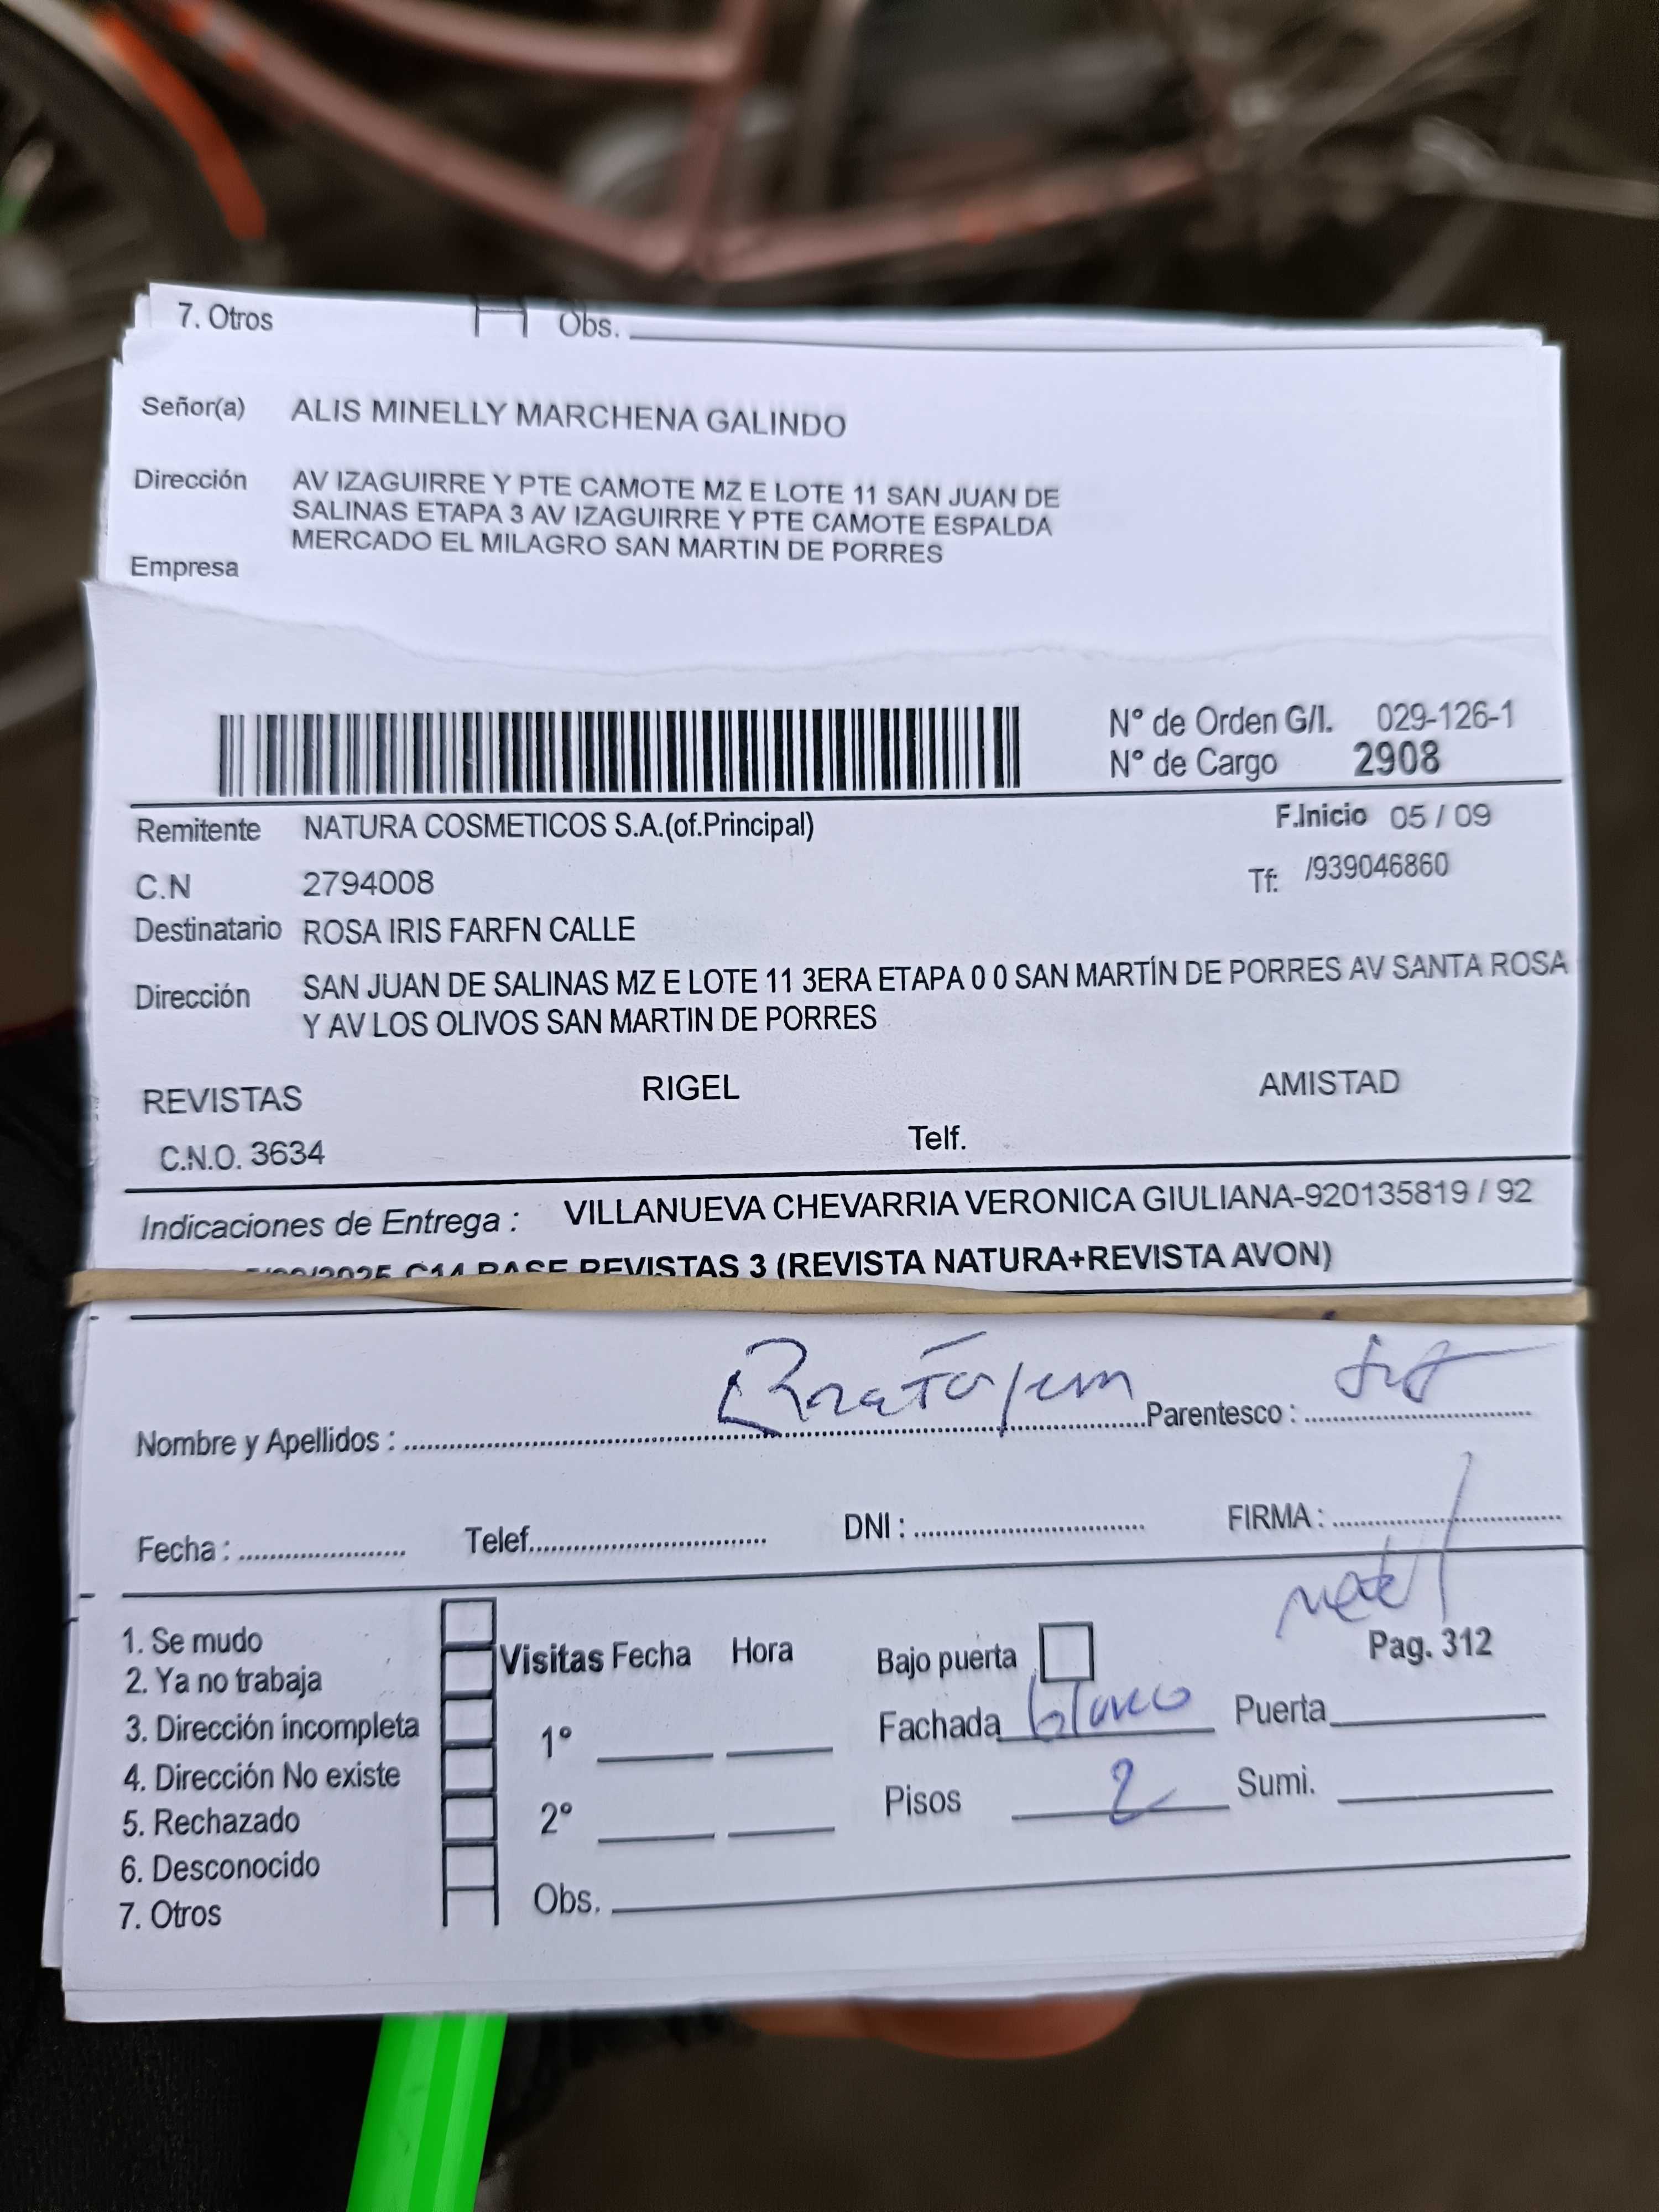 7. Otros Obs.
Señor(a) ALIS MINELLY MARCHENA GALINDO
Dirección AV IZAGUIRRE Y PTE CAMOTE MZ E LOTE 11 SAN JUAN DE
SALINAS ETAPA 3 AV IZAGUIRRE Y PTE CAMOTE ESPALDA
MERCADO EL MILAGRO SAN MARTIN DE PORRES
Empresa
N° de Orden G/I. 029-126-1
N° de Cargo 2908
Remitente NATURA COSMETICOS S.A.(of.Principal) F.Inicio 05 / 09
C.N 2794008 Tf: /939046860
Destinatario ROSA IRIS FARFN CALLE
Dirección SAN JUAN DE SALINAS MZ E LOTE 11 3ERA ETAPA 0 0 SAN MARTÍN DE PORRES AV SANTA ROSA
Y AV LOS OLIVOS SAN MARTIN DE PORRES
REVISTAS RIGEL AMISTAD
C.N.O. 3634 Telf.
Indicaciones de Entrega : VILLANUEVA CHEVARRIA VERONICA GIULIANA-920135819 / 92
C14 BASE REVISTAS 3 (REVISTA NATURA+REVISTA AVON)
Nombre y Apellidos : Parentesco :
Fecha : Telef. DNI : FIRMA :
1. Se mudo
2. Ya no trabaja
3. Dirección incompleta
4. Dirección No existe
5. Rechazado
6. Desconocido
7. Otros
Visitas Fecha Hora
1°
2°
Obs.
Bajo puerta Pag. 312
Fachada blanco Puerta
Pisos 2 Sumi.